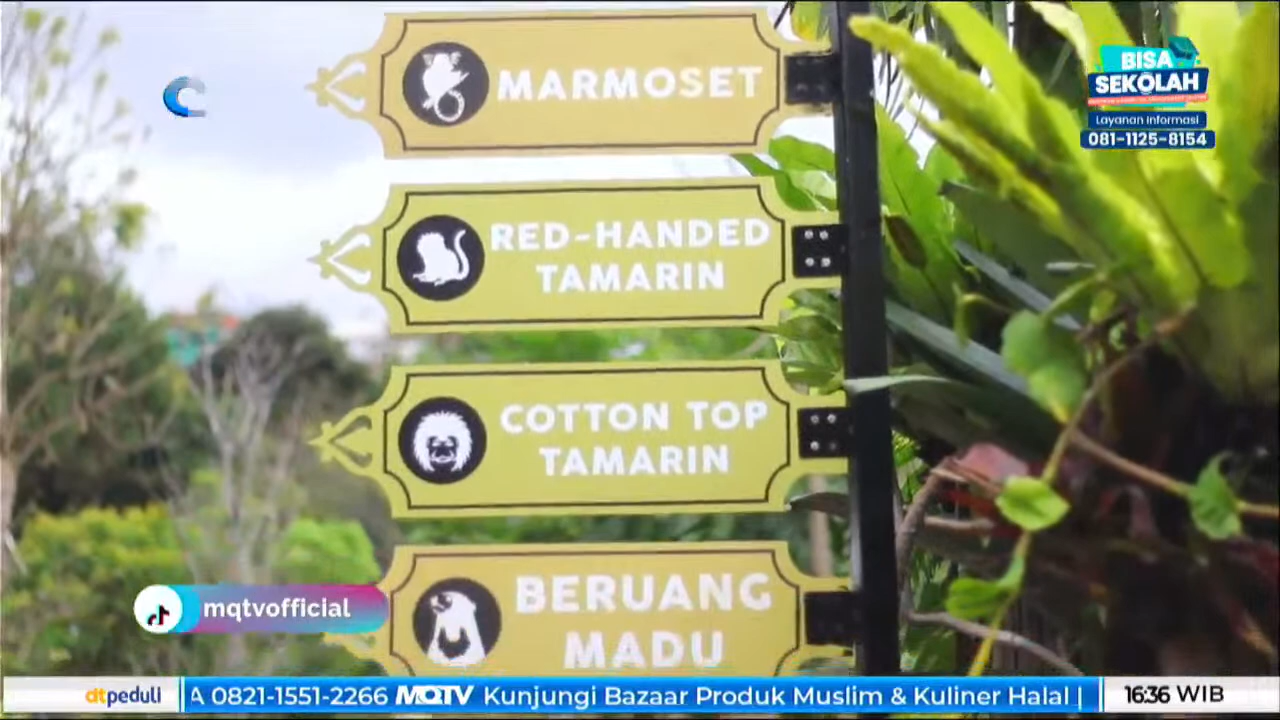 MARMOSET
RED-HANDED
TAMARIN
COTTON TOP
TAMARIN
BERUANG
MADU
BISA
SEKOLAH
Layanan Informasi
081-1125-8154
mqtvofficial
dtpeduli
A 0821-1551-2266 MQTV Kunjungi Bazaar Produk Muslim & Kuliner Halal |
16:36 WIB